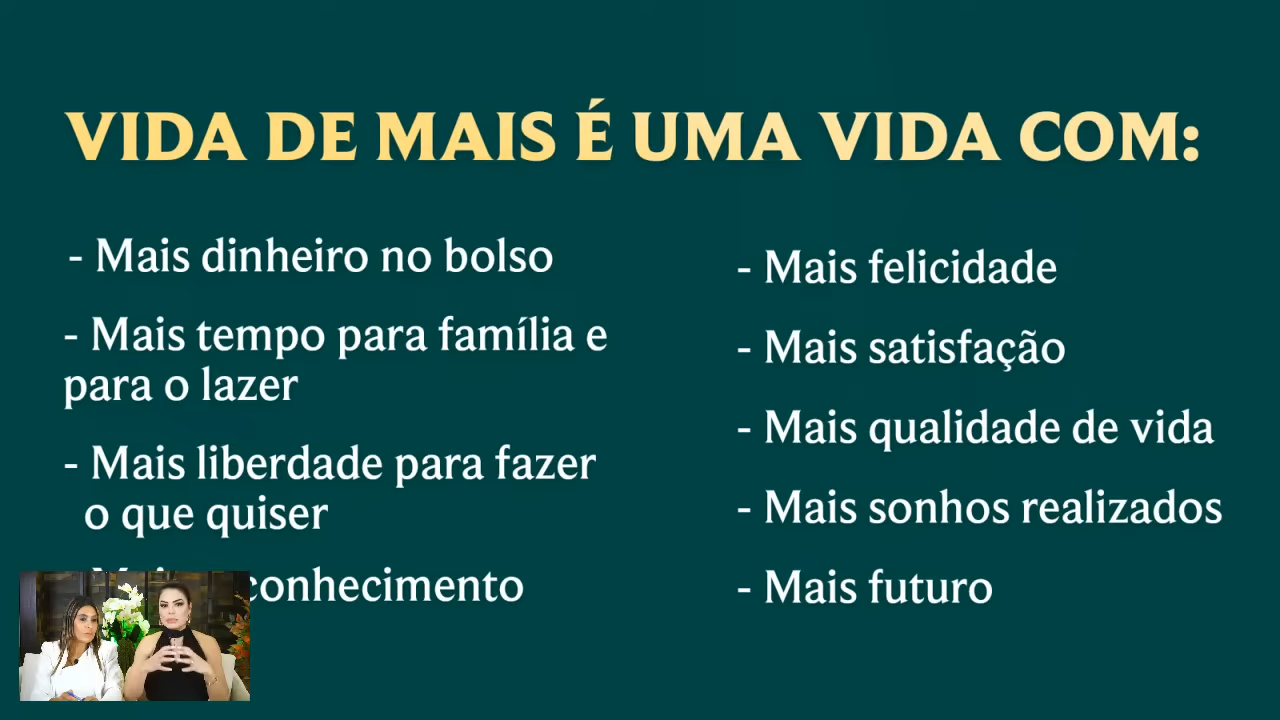 VIDA DE MAIS É UMA VIDA COM:
- Mais dinheiro no bolso
- Mais tempo para família e
para o lazer
- Mais liberdade para fazer
o que quiser
conhecimento
- Mais felicidade
- Mais satisfação
- Mais qualidade de vida
- Mais sonhos realizados
- Mais futuro